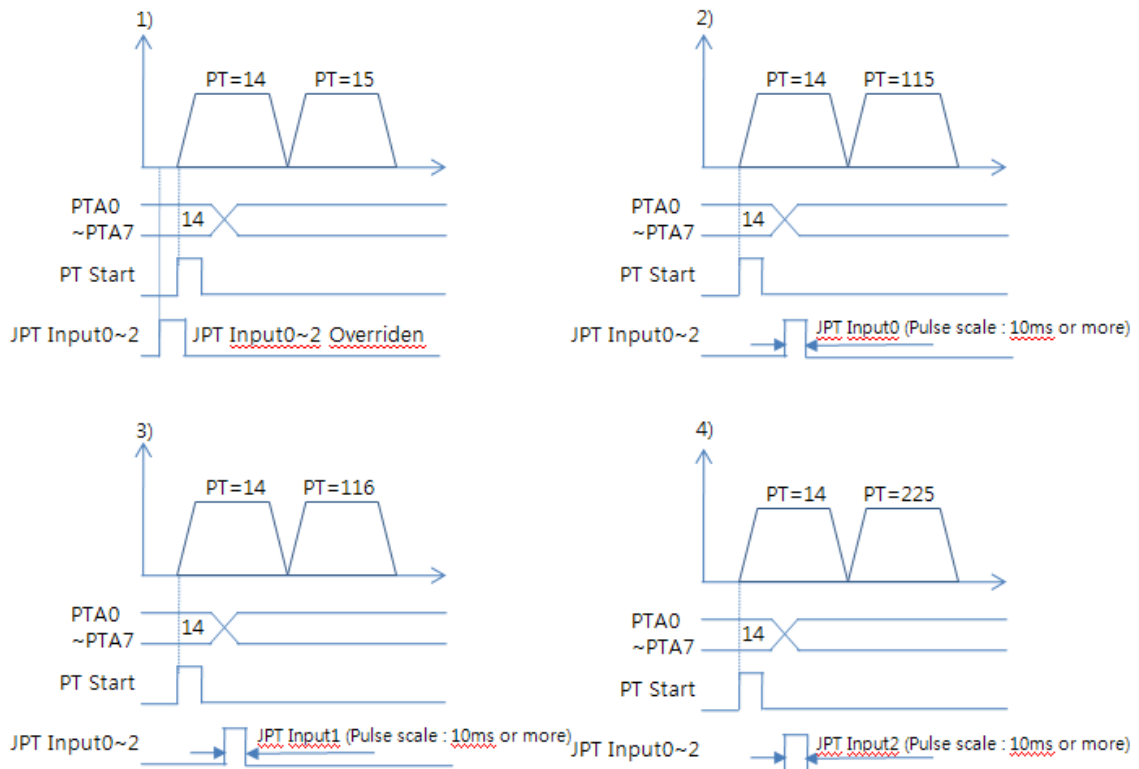 1)
PT=14
PT=15
PTA0
~PTA7
14
PT Start
JPT Input0~2
JPT Input0~2 Overriden
2)
PT=14
PT=115
PTA0
~PTA7
14
PT Start
JPT Input0~2
JPT Input0 (Pulse scale : 10ms or more)
3)
PT=14
PT=116
PTA0
~PTA7
14
PT Start
JPT Input0~2
JPT Input1 (Pulse scale : 10ms or more)
4)
PT=14
PT=225
PTA0
~PTA7
14
PT Start
JPT Input0~2
JPT Input2 (Pulse scale : 10ms or more)